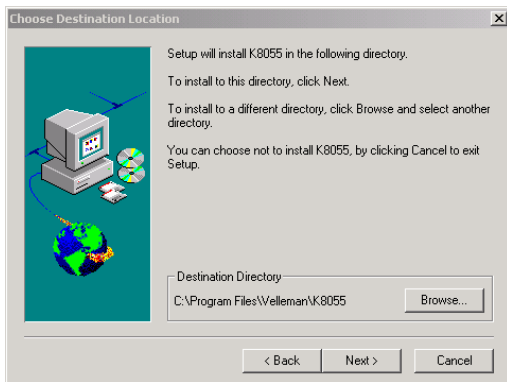 Choose Destination Location
Setup will install K8055 in the following directory.
To install to this directory, click Next.
To install to a different directory, click Browse and select another
directory.
You can choose not to install K8055, by clicking Cancel to exit
Setup.
Destination Directory
C:\Program Files\Velleman\K8055
Browse...
< Back
Next >
Cancel